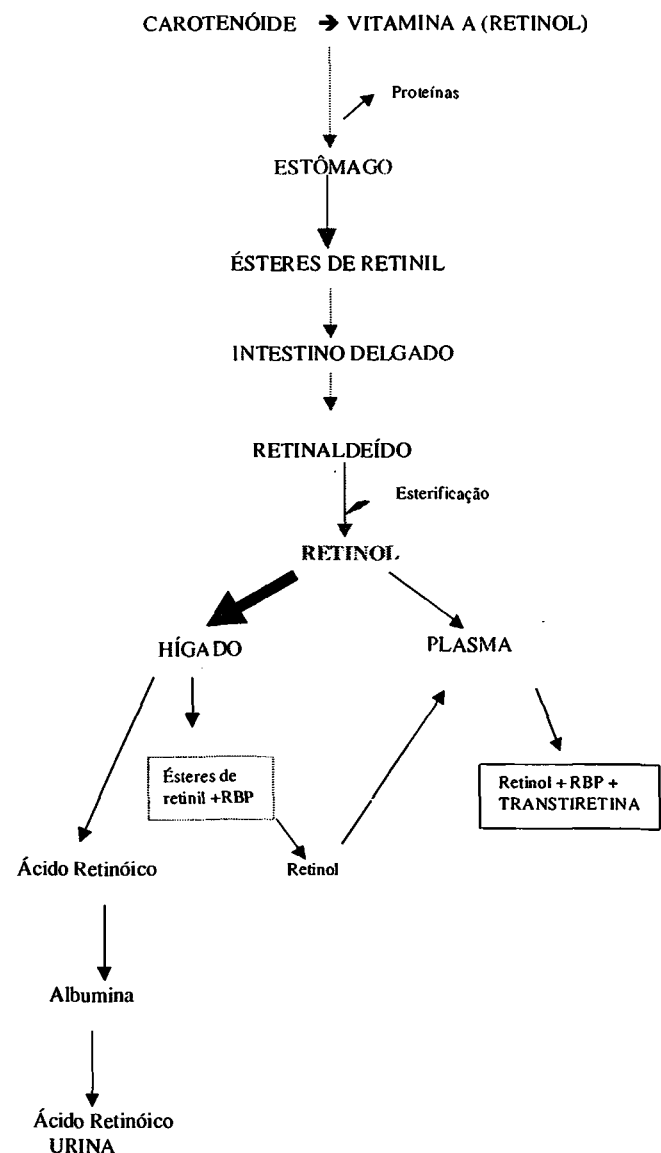 CAROTENÓIDE → VITAMINA A (RETINOL)
Proteínas
ESTÔMAGO
ÉSTERES DE RETINIL
INTESTINO DELGADO
RETINALDEÍDO
Esterificação
RETINOL
HÍGADO
PLASMA
Ésteres de
retinil +RBP
Retinol + RBP +
TRANSTIRETINA
Ácido Retinóico
Retinol
Albumina
Ácido Retinóico
URINA